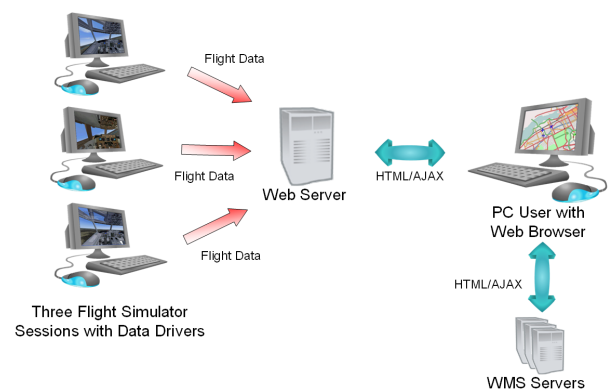 Flight Data
Flight Data
Web Server
HTML/AJAX
Flight Data
PC User with
Web Browser
Three Flight Simulator
Sessions with Data Drivers
HTML/AJAX
WMS Servers